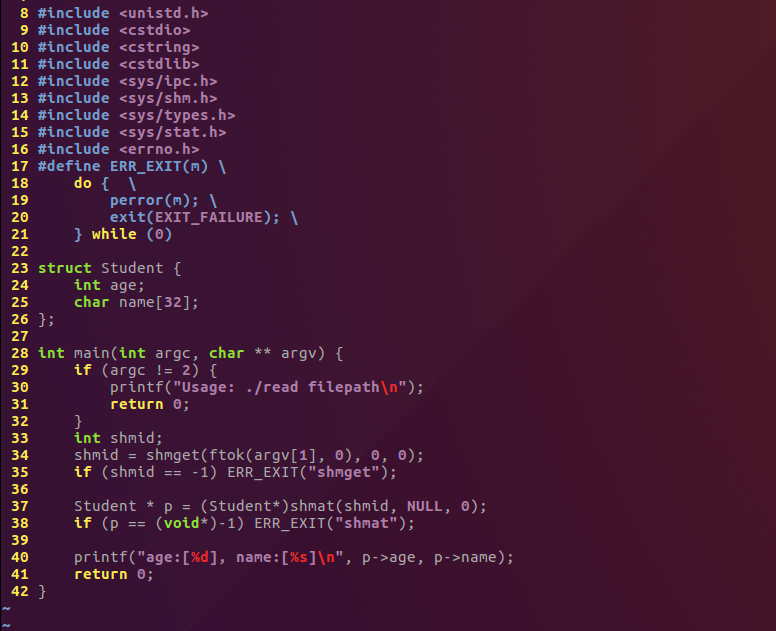 8 #include <unistd.h>
9 #include <cstdio>
10 #include <cstring>
11 #include <cstdlib>
12 #include <sys/ipc.h>
13 #include <sys/shm.h>
14 #include <sys/types.h>
15 #include <sys/stat.h>
16 #include <errno.h>
17 #define ERR_EXIT(m) \
18     do {  \
19         perror(m); \
20         exit(EXIT_FAILURE); \
21     } while (0)
22
23 struct Student {
24     int age;
25     char name[32];
26 };
27
28 int main(int argc, char ** argv) {
29     if (argc != 2) {
30         printf("Usage: ./read filepath\n");
31         return 0;
32     }
33     int shmid;
34     shmid = shmget(ftok(argv[1], 0), 0, 0);
35     if (shmid == -1) ERR_EXIT("shmget");
36
37     Student * p = (Student*)shmat(shmid, NULL, 0);
38     if (p == (void*)-1) ERR_EXIT("shmat");
39
40     printf("age:[%d], name:[%s]\n", p->age, p->name);
41     return 0;
42 }
~
~